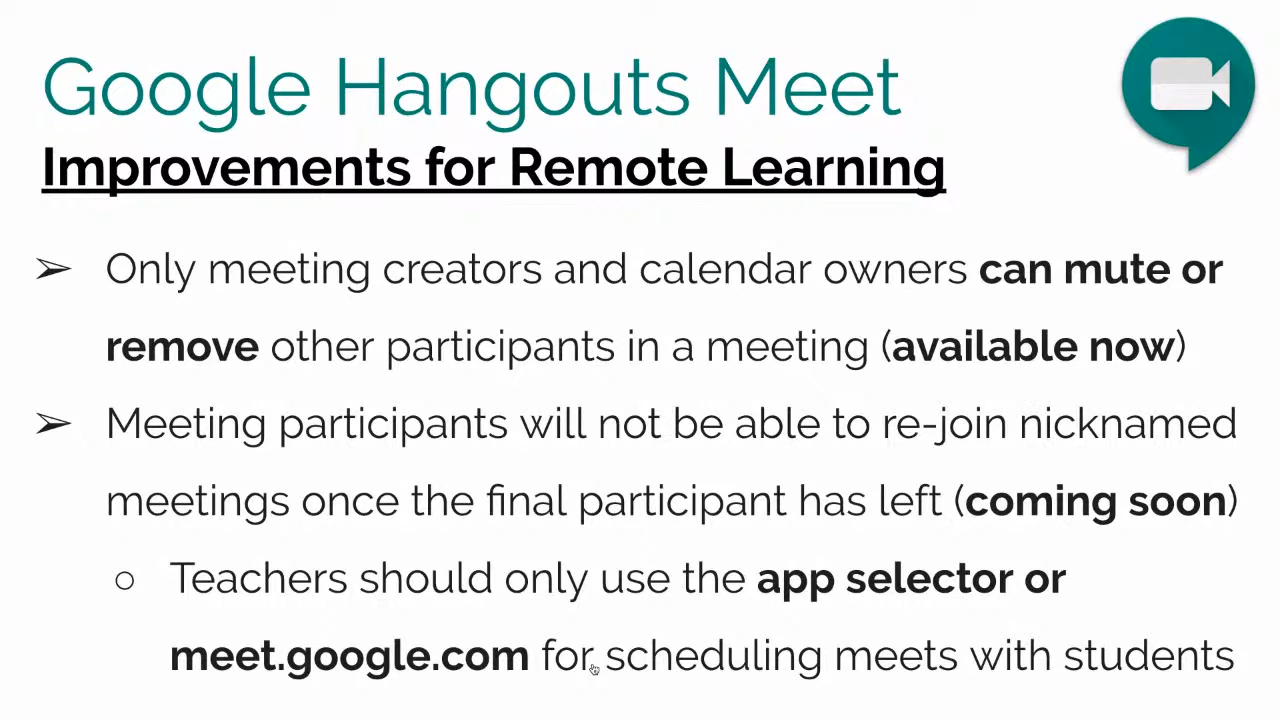 Google Hangouts Meet
Improvements for Remote Learning
➢ Only meeting creators and calendar owners can mute or
remove other participants in a meeting (available now)
➢ Meeting participants will not be able to re-join nicknamed
meetings once the final participant has left (coming soon)
○ Teachers should only use the app selector or
meet.google.com for scheduling meets with students